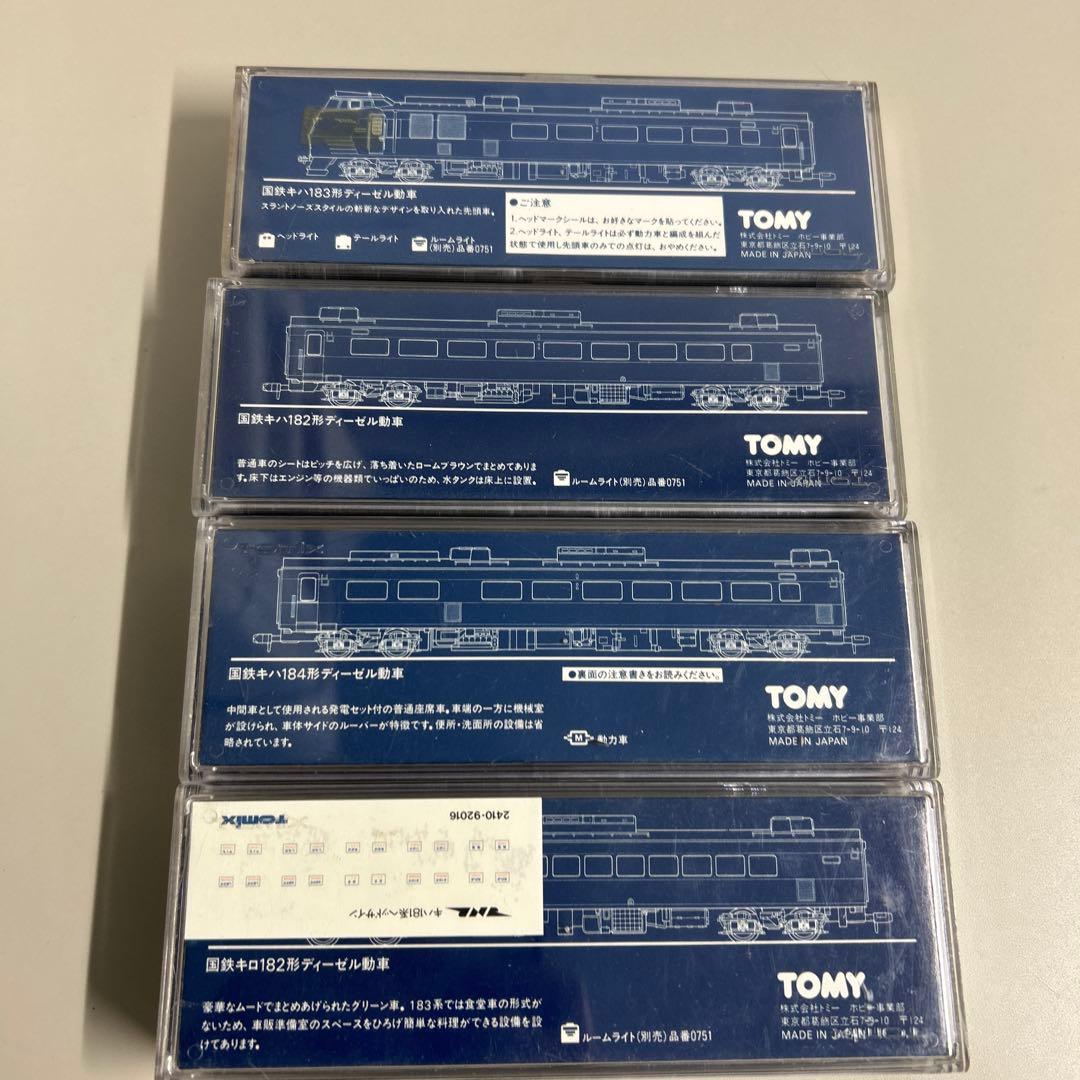 国鉄キハ183形ディーゼル動車
スラントノーズスタイルの斬新なデザインを取り入れた先頭車。
ヘッドライト
テールライト
ルームライト
(別売)品番0751
●ご注意
1.ヘッドマークシールは、お好きなマークを貼ってください。
2.ヘッドライト、テールライトは必ず動力車と編成を組んだ
状態で使用し先頭車のみでの点灯は、おやめください。
TOMY
株式会社トミー ホビー事業部
東京都葛飾区立石7-9-10 〒124
MADE IN JAPAN
国鉄キハ182形ディーゼル動車
普通車のシートはピッチを広げ、落ち着いたロームブラウンでまとめてありま
す。床下はエンジン等の機器類でいっぱいのため、水タンクは床上に設置。
ルームライト(別売)品番0751
TOMY
株式会社トミー ホビー事業部
東京都葛飾区立石7-9-10 〒124
MADE IN JAPAN
TOMIX
国鉄キハ184形ディーゼル動車
●裏面の注意書きをお読みください。
中間車として使用される発電セット付の普通座席車。車端の一方に機械室
が設けられ、車体サイドのルーバーが特徴です。便所・洗面所の設備は省
略されています。
M 動力車
TOMY
株式会社トミー ホビー事業部
東京都葛飾区立石7-9-10 〒124
MADE IN JAPAN
TOMIX
2410-92016
キハ181系ヘッドサイン
国鉄キロ182形ディーゼル動車
豪華なムードでまとめあげられたグリーン車。183系では食堂車の形式が
ないため、車販準備室のスペースをひろげ簡単な料理ができる設備を設
けてあります。
ルームライト(別売)品番0751
TOMY
株式会社トミー ホビー事業部
東京都葛飾区立石7-9-10 〒124
MADE IN JAPAN